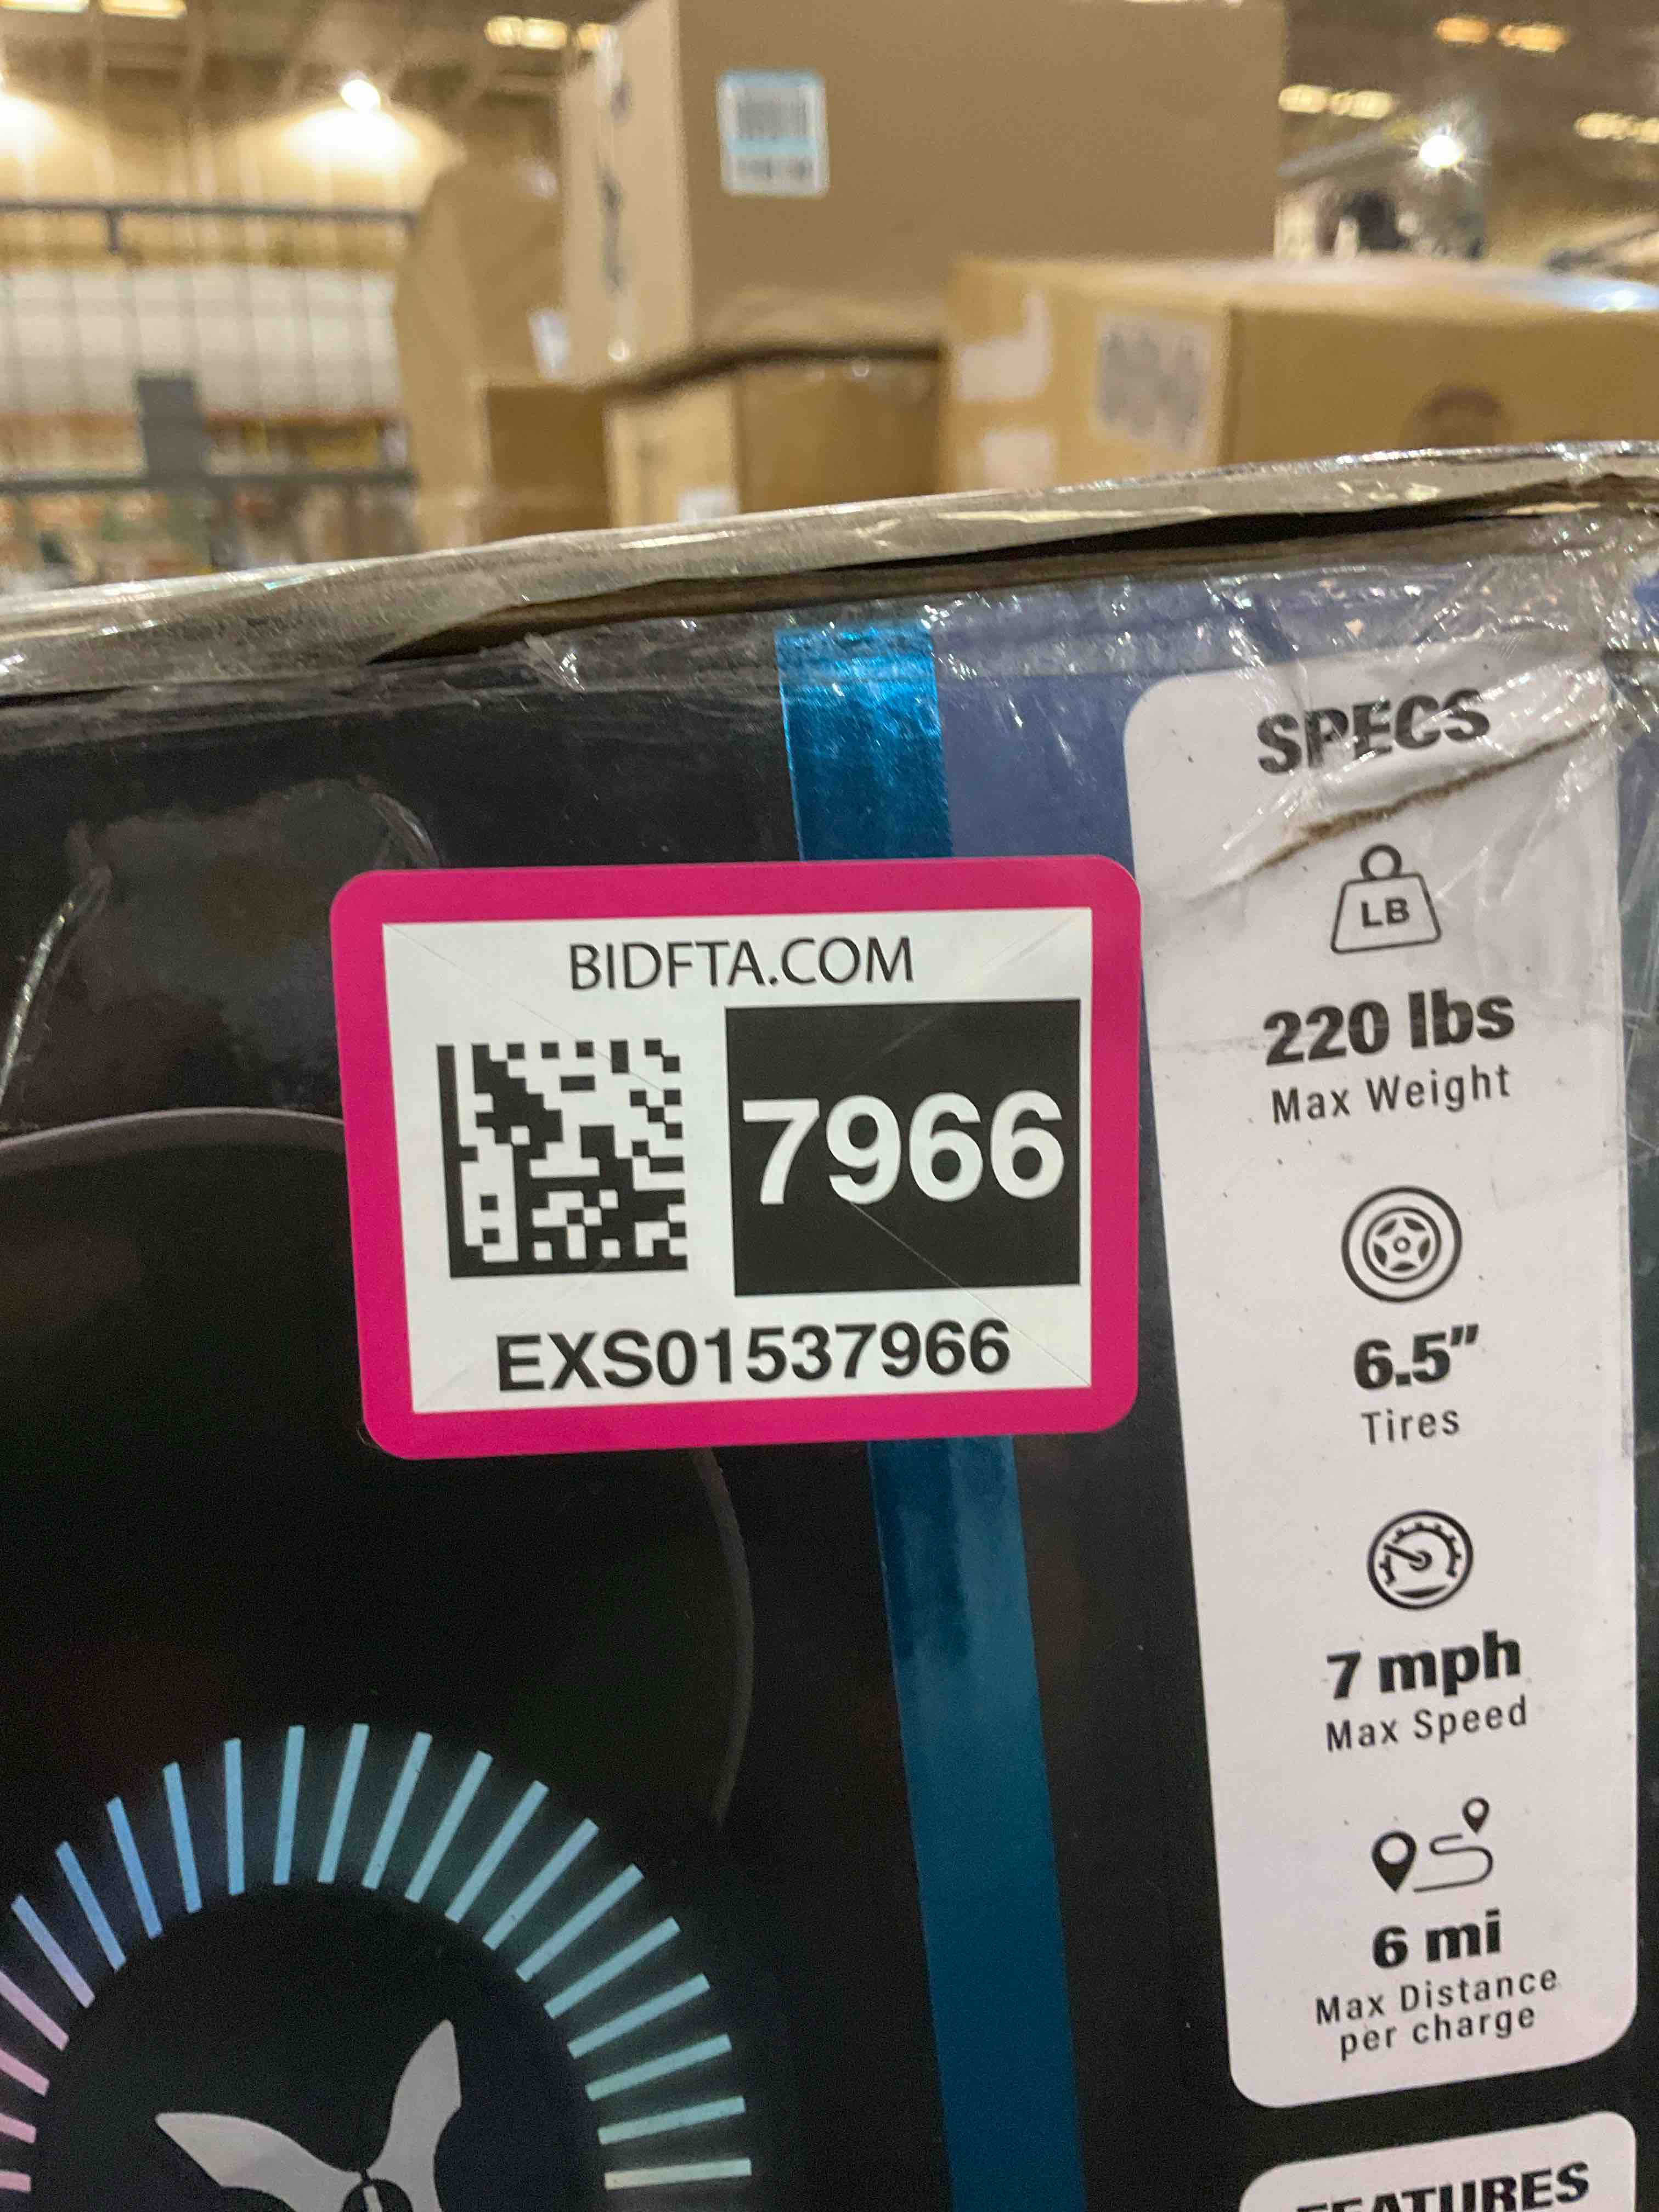 BIDFTA.COM
7966
EXS01537966
SPECS
LB
220 lbs
Max Weight
6.5"
Tires
7 mph
Max Speed
6 mi
Max Distance
per charge
FEATURES